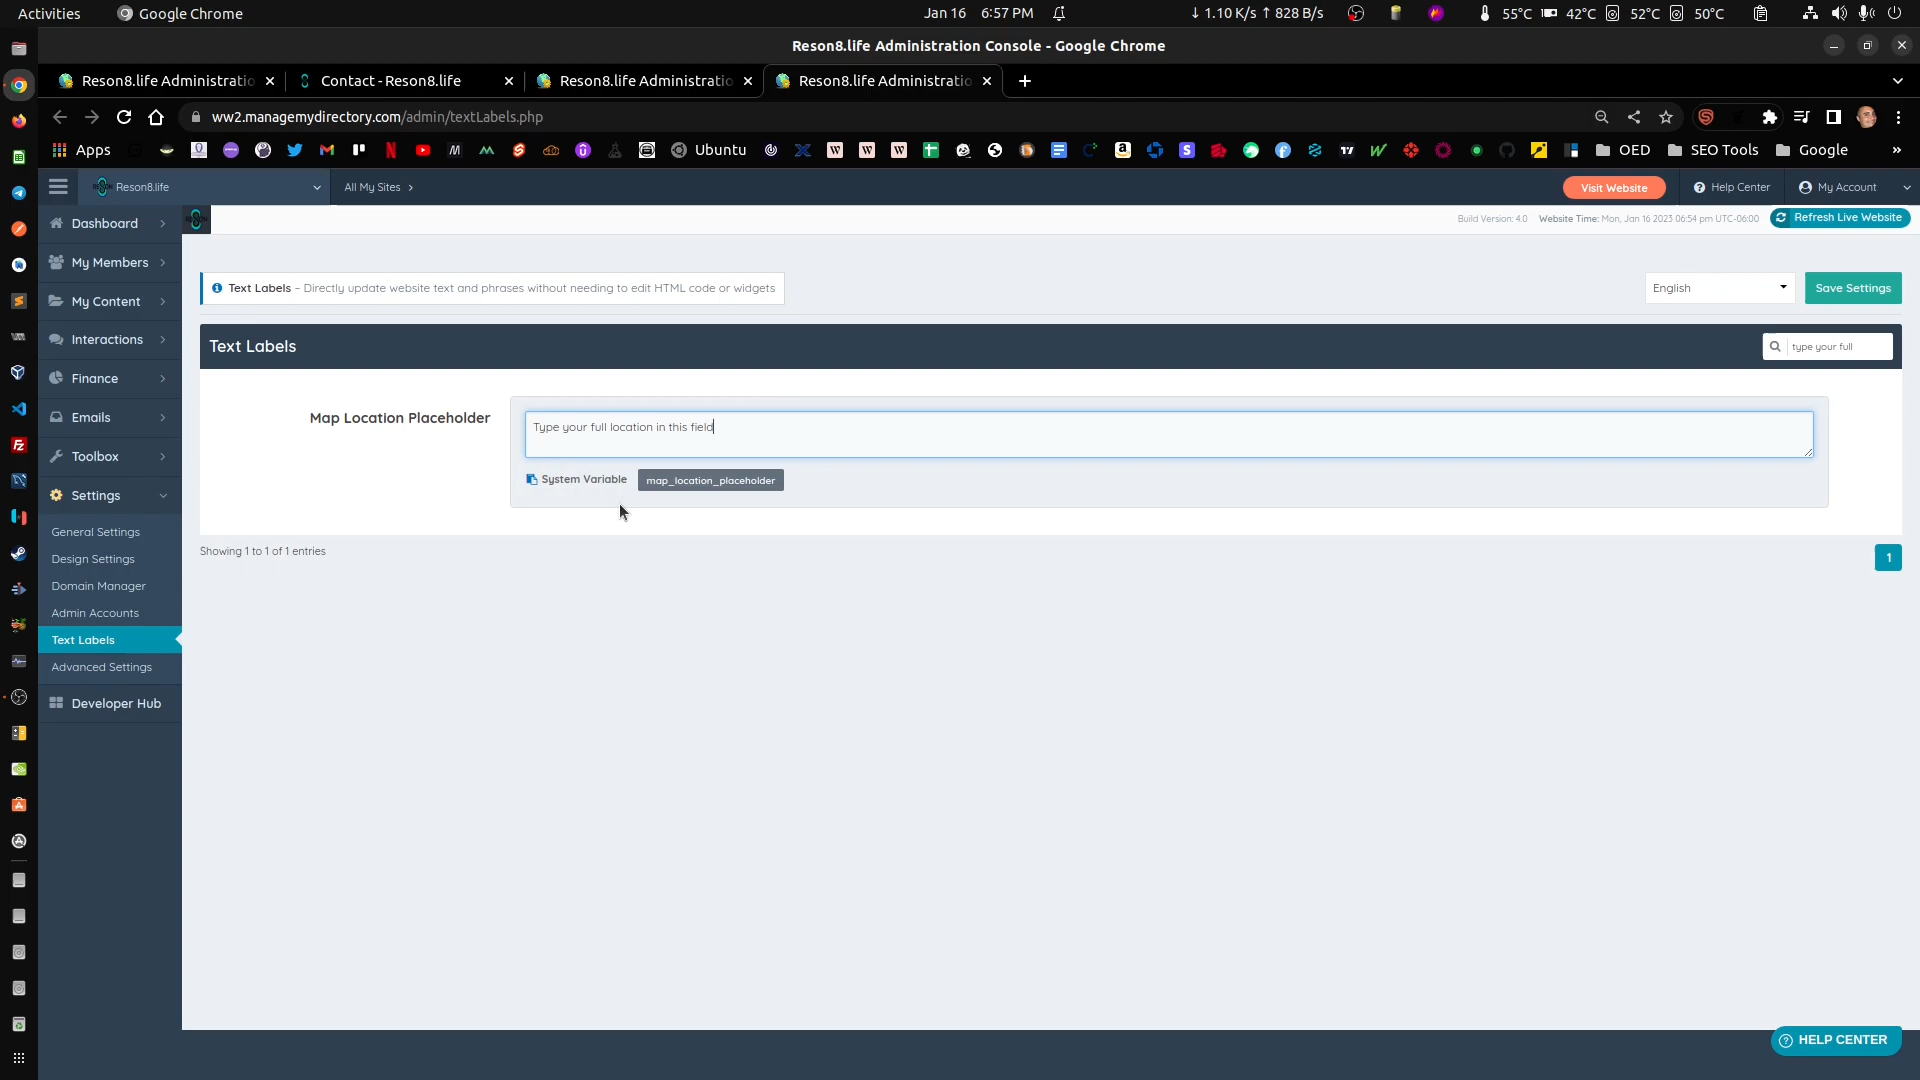 Activities Google Chrome Jan 16 6:57 PM ↓ 1.10 K/s ↑ 828 B/s 55°C 42°C 52°C 50°C
Reson8.life Administration Console - Google Chrome
Reson8.life Administratio Contact - Reson8.life Reson8.life Administratio Reson8.life Administratio
ww2.managemydirectory.com/admin/textLabels.php
Apps Ubuntu OED SEO Tools Google »
Reson8.life All My Sites Visit Website Help Center My Account
Build Version: 4.0 Website Time: Mon, Jan 16 2023 06:54 pm UTC-06:00 Refresh Live Website
Dashboard
My Members
My Content
Interactions
Finance
Emails
Toolbox
Settings
General Settings
Design Settings
Domain Manager
Admin Accounts
Text Labels
Advanced Settings
Developer Hub
Text Labels – Directly update website text and phrases without needing to edit HTML code or widgets
English Save Settings
Text Labels type your full
Map Location Placeholder Type your full location in this field
System Variable map_location_placeholder
Showing 1 to 1 of 1 entries 1
HELP CENTER